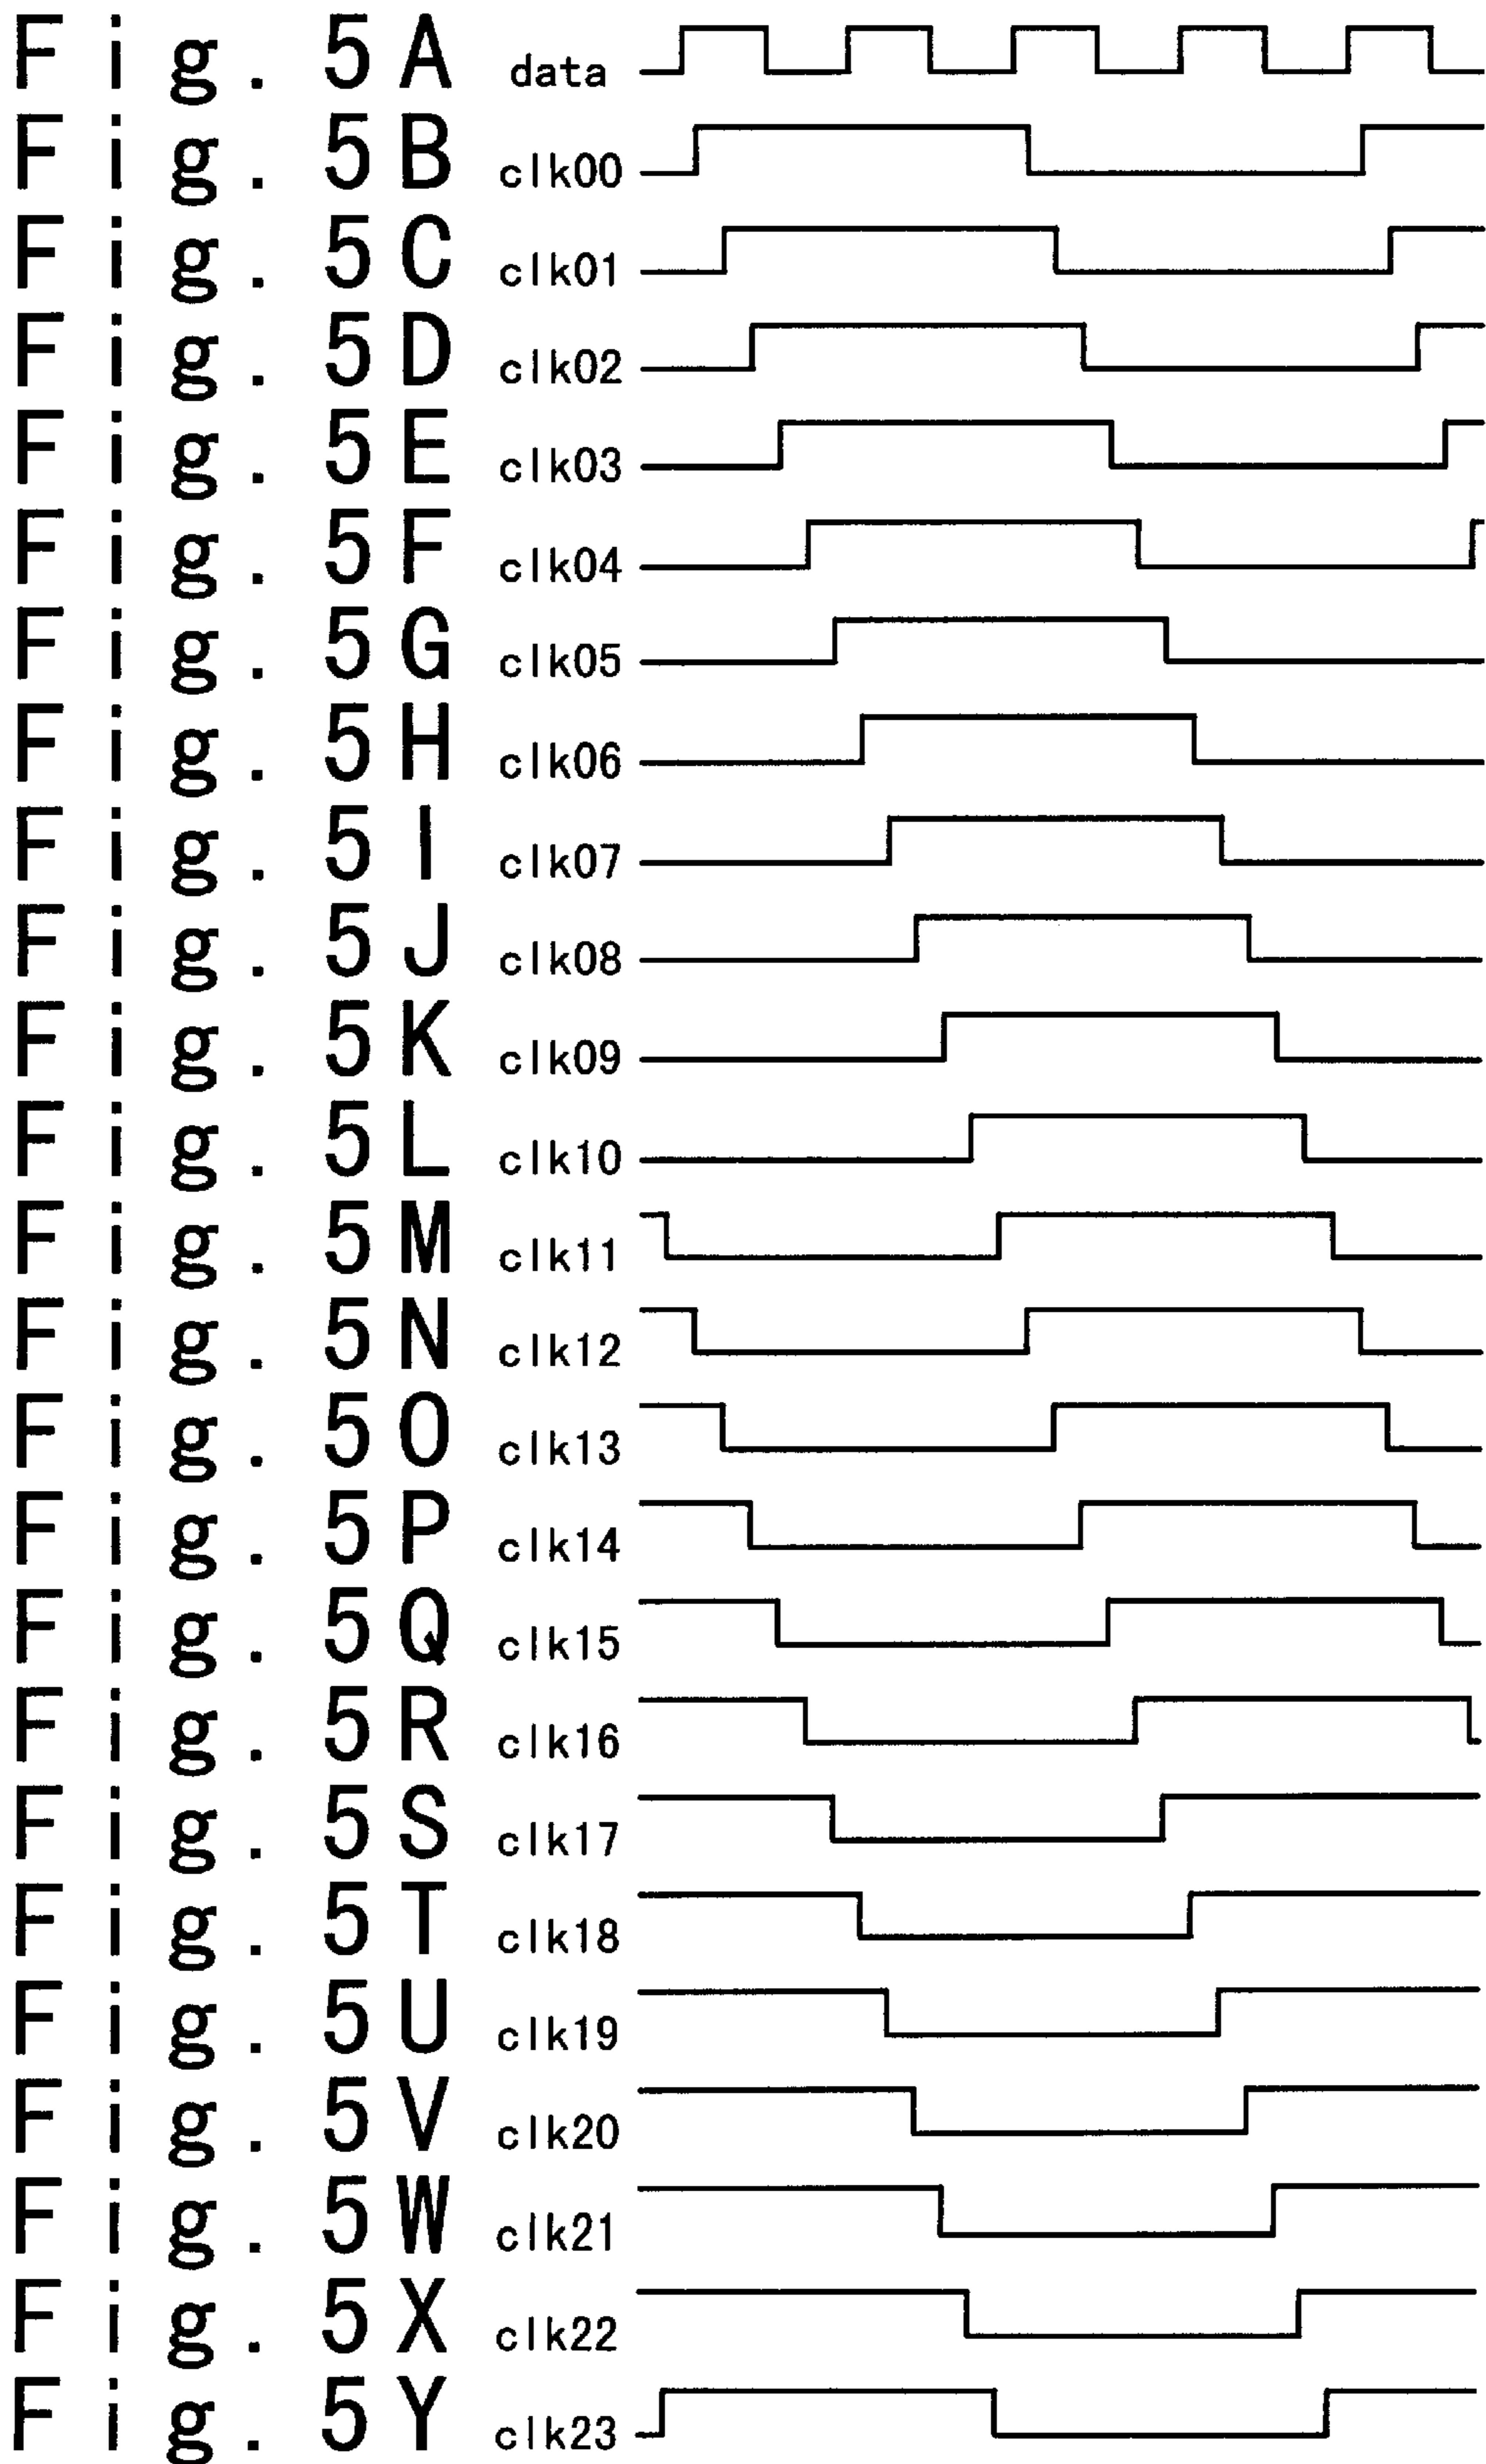 Fig. 5A data
Fig. 5B clk00
Fig. 5C clk01
Fig. 5D clk02
Fig. 5E clk03
Fig. 5F clk04
Fig. 5G clk05
Fig. 5H clk06
Fig. 5I clk07
Fig. 5J clk08
Fig. 5K clk09
Fig. 5L clk10
Fig. 5M clk11
Fig. 5N clk12
Fig. 5O clk13
Fig. 5P clk14
Fig. 5Q clk15
Fig. 5R clk16
Fig. 5S clk17
Fig. 5T clk18
Fig. 5U clk19
Fig. 5V clk20
Fig. 5W clk21
Fig. 5X clk22
Fig. 5Y clk23